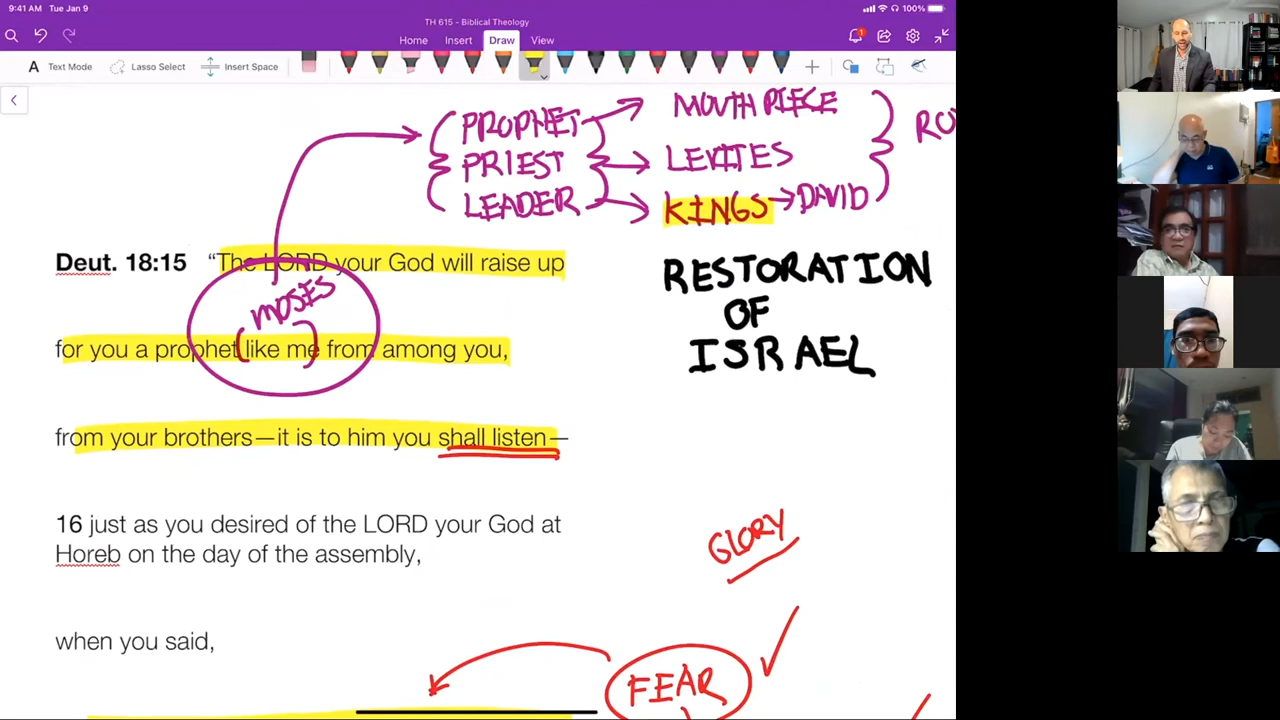 9:41 AM Tue Jan 9
100%
TH 615 - Biblical Theology
Home Insert Draw View
1
A Text Mode Lasso Select Insert Space
PROPHET MOUTH PIECE
PRIEST LEVITES
LEADER KINGS DAVID
Deut. 18:15 “The LORD your God will raise up
MOSES
for you a prophet (like me) from among you,
RESTORATION
OF
ISRAEL
from your brothers—it is to him you shall listen—
16 just as you desired of the LORD your God at
Horeb on the day of the assembly,
GLORY
when you said,
FEAR